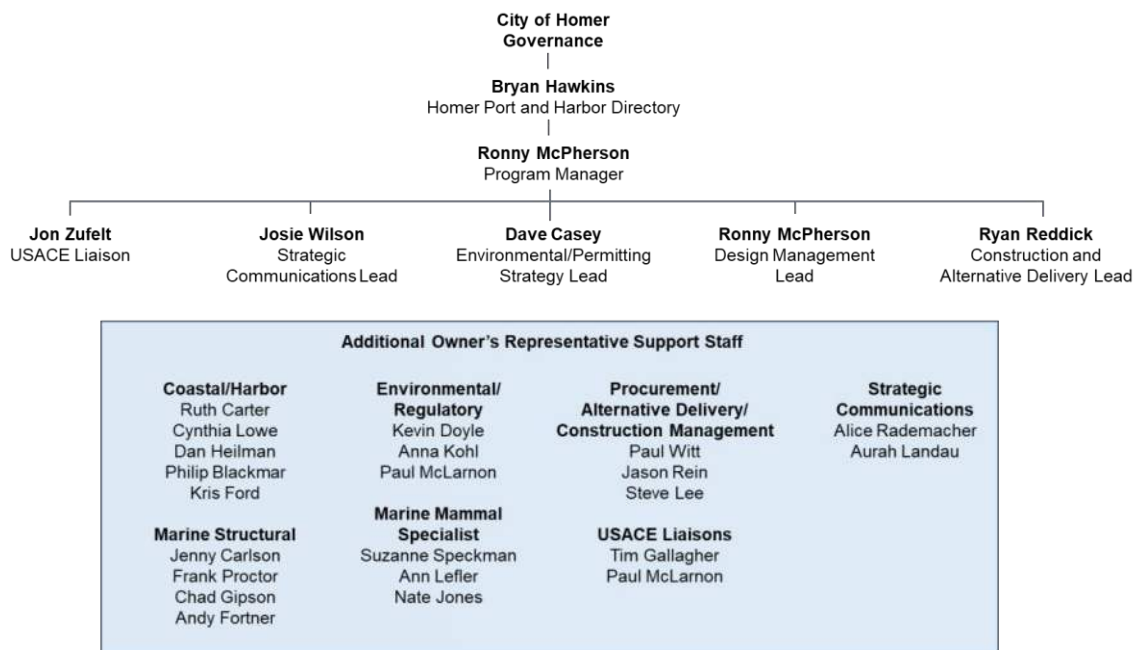 City of Homer
Governance
Bryan Hawkins
Homer Port and Harbor Directory
Ronny McPherson
Program Manager
Jon Zufelt
USACE Liaison
Josie Wilson
Strategic
Communications Lead
Dave Casey
Environmental/Permitting
Strategy Lead
Ronny McPherson
Design Management
Lead
Ryan Reddick
Construction and
Alternative Delivery Lead
Additional Owner's Representative Support Staff
Coastal/Harbor
Ruth Carter
Cynthia Lowe
Dan Heilman
Philip Blackmar
Kris Ford
Environmental/
Regulatory
Kevin Doyle
Anna Kohl
Paul McLarnon
Procurement/
Alternative Delivery/
Construction Management
Paul Witt
Jason Rein
Steve Lee
Strategic
Communications
Alice Rademacher
Aurah Landau
Marine Structural
Jenny Carlson
Frank Proctor
Chad Gipson
Andy Fortner
Marine Mammal
Specialist
Suzanne Speckman
Ann Lefler
Nate Jones
USACE Liaisons
Tim Gallagher
Paul McLarnon